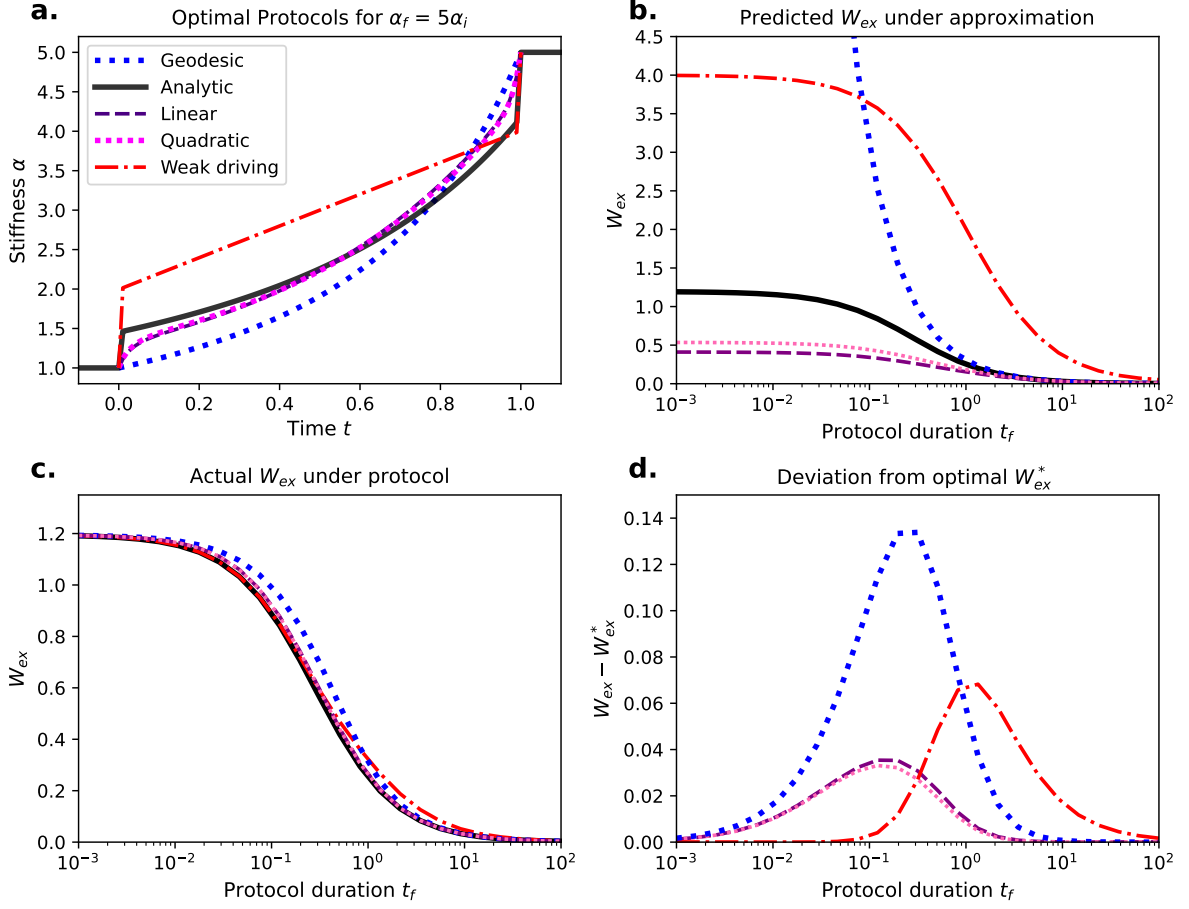 a.
Optimal Protocols for αf = 5αi
Stiffness α
5.0
4.5
4.0
3.5
3.0
2.5
2.0
1.5
1.0
Geodesic
Analytic
Linear
Quadratic
Weak driving
0.0
0.2
0.4
0.6
0.8
1.0
Time t
b.
Predicted Wex under approximation
Wex
4.5
4.0
3.5
3.0
2.5
2.0
1.5
1.0
0.5
0.0
10⁻³
10⁻²
10⁻¹
10⁰
10¹
10²
Protocol duration tf
c.
Actual Wex under protocol
Wex
1.2
1.0
0.8
0.6
0.4
0.2
0.0
10⁻³
10⁻²
10⁻¹
10⁰
10¹
10²
Protocol duration tf
d.
Deviation from optimal W*ex
Wex − W*ex
0.14
0.12
0.10
0.08
0.06
0.04
0.02
0.00
10⁻³
10⁻²
10⁻¹
10⁰
10¹
10²
Protocol duration tf